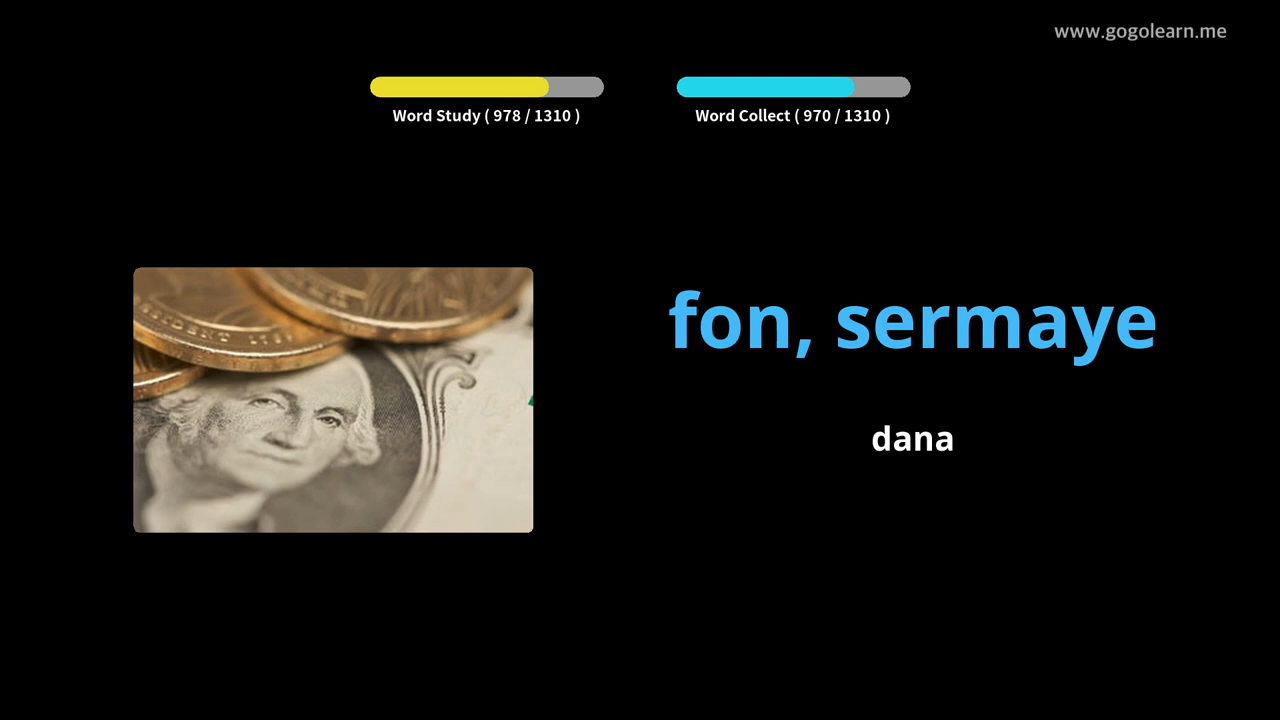 www.gogolearn.me
Word Study ( 978 / 1310 )
Word Collect ( 970 / 1310 )
fon, sermaye
dana